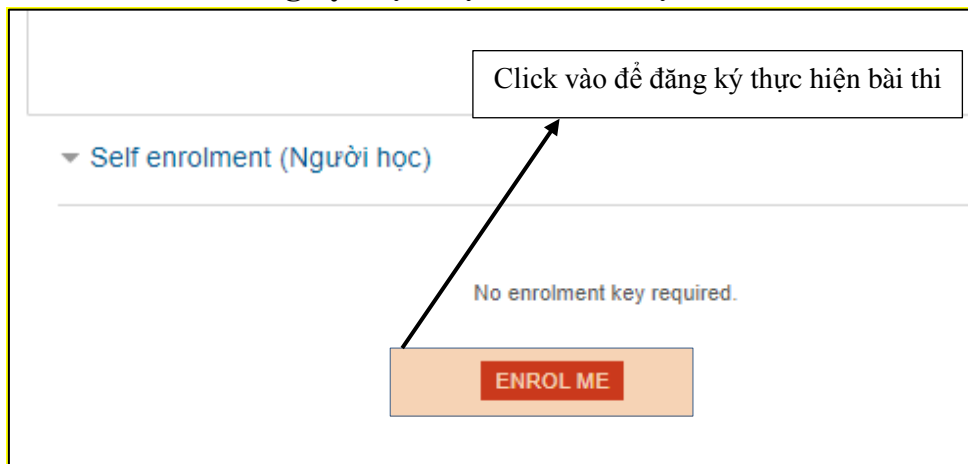 Click vào để đăng ký thực hiện bài thi
Self enrolment (Người học)
No enrolment key required.
ENROL ME